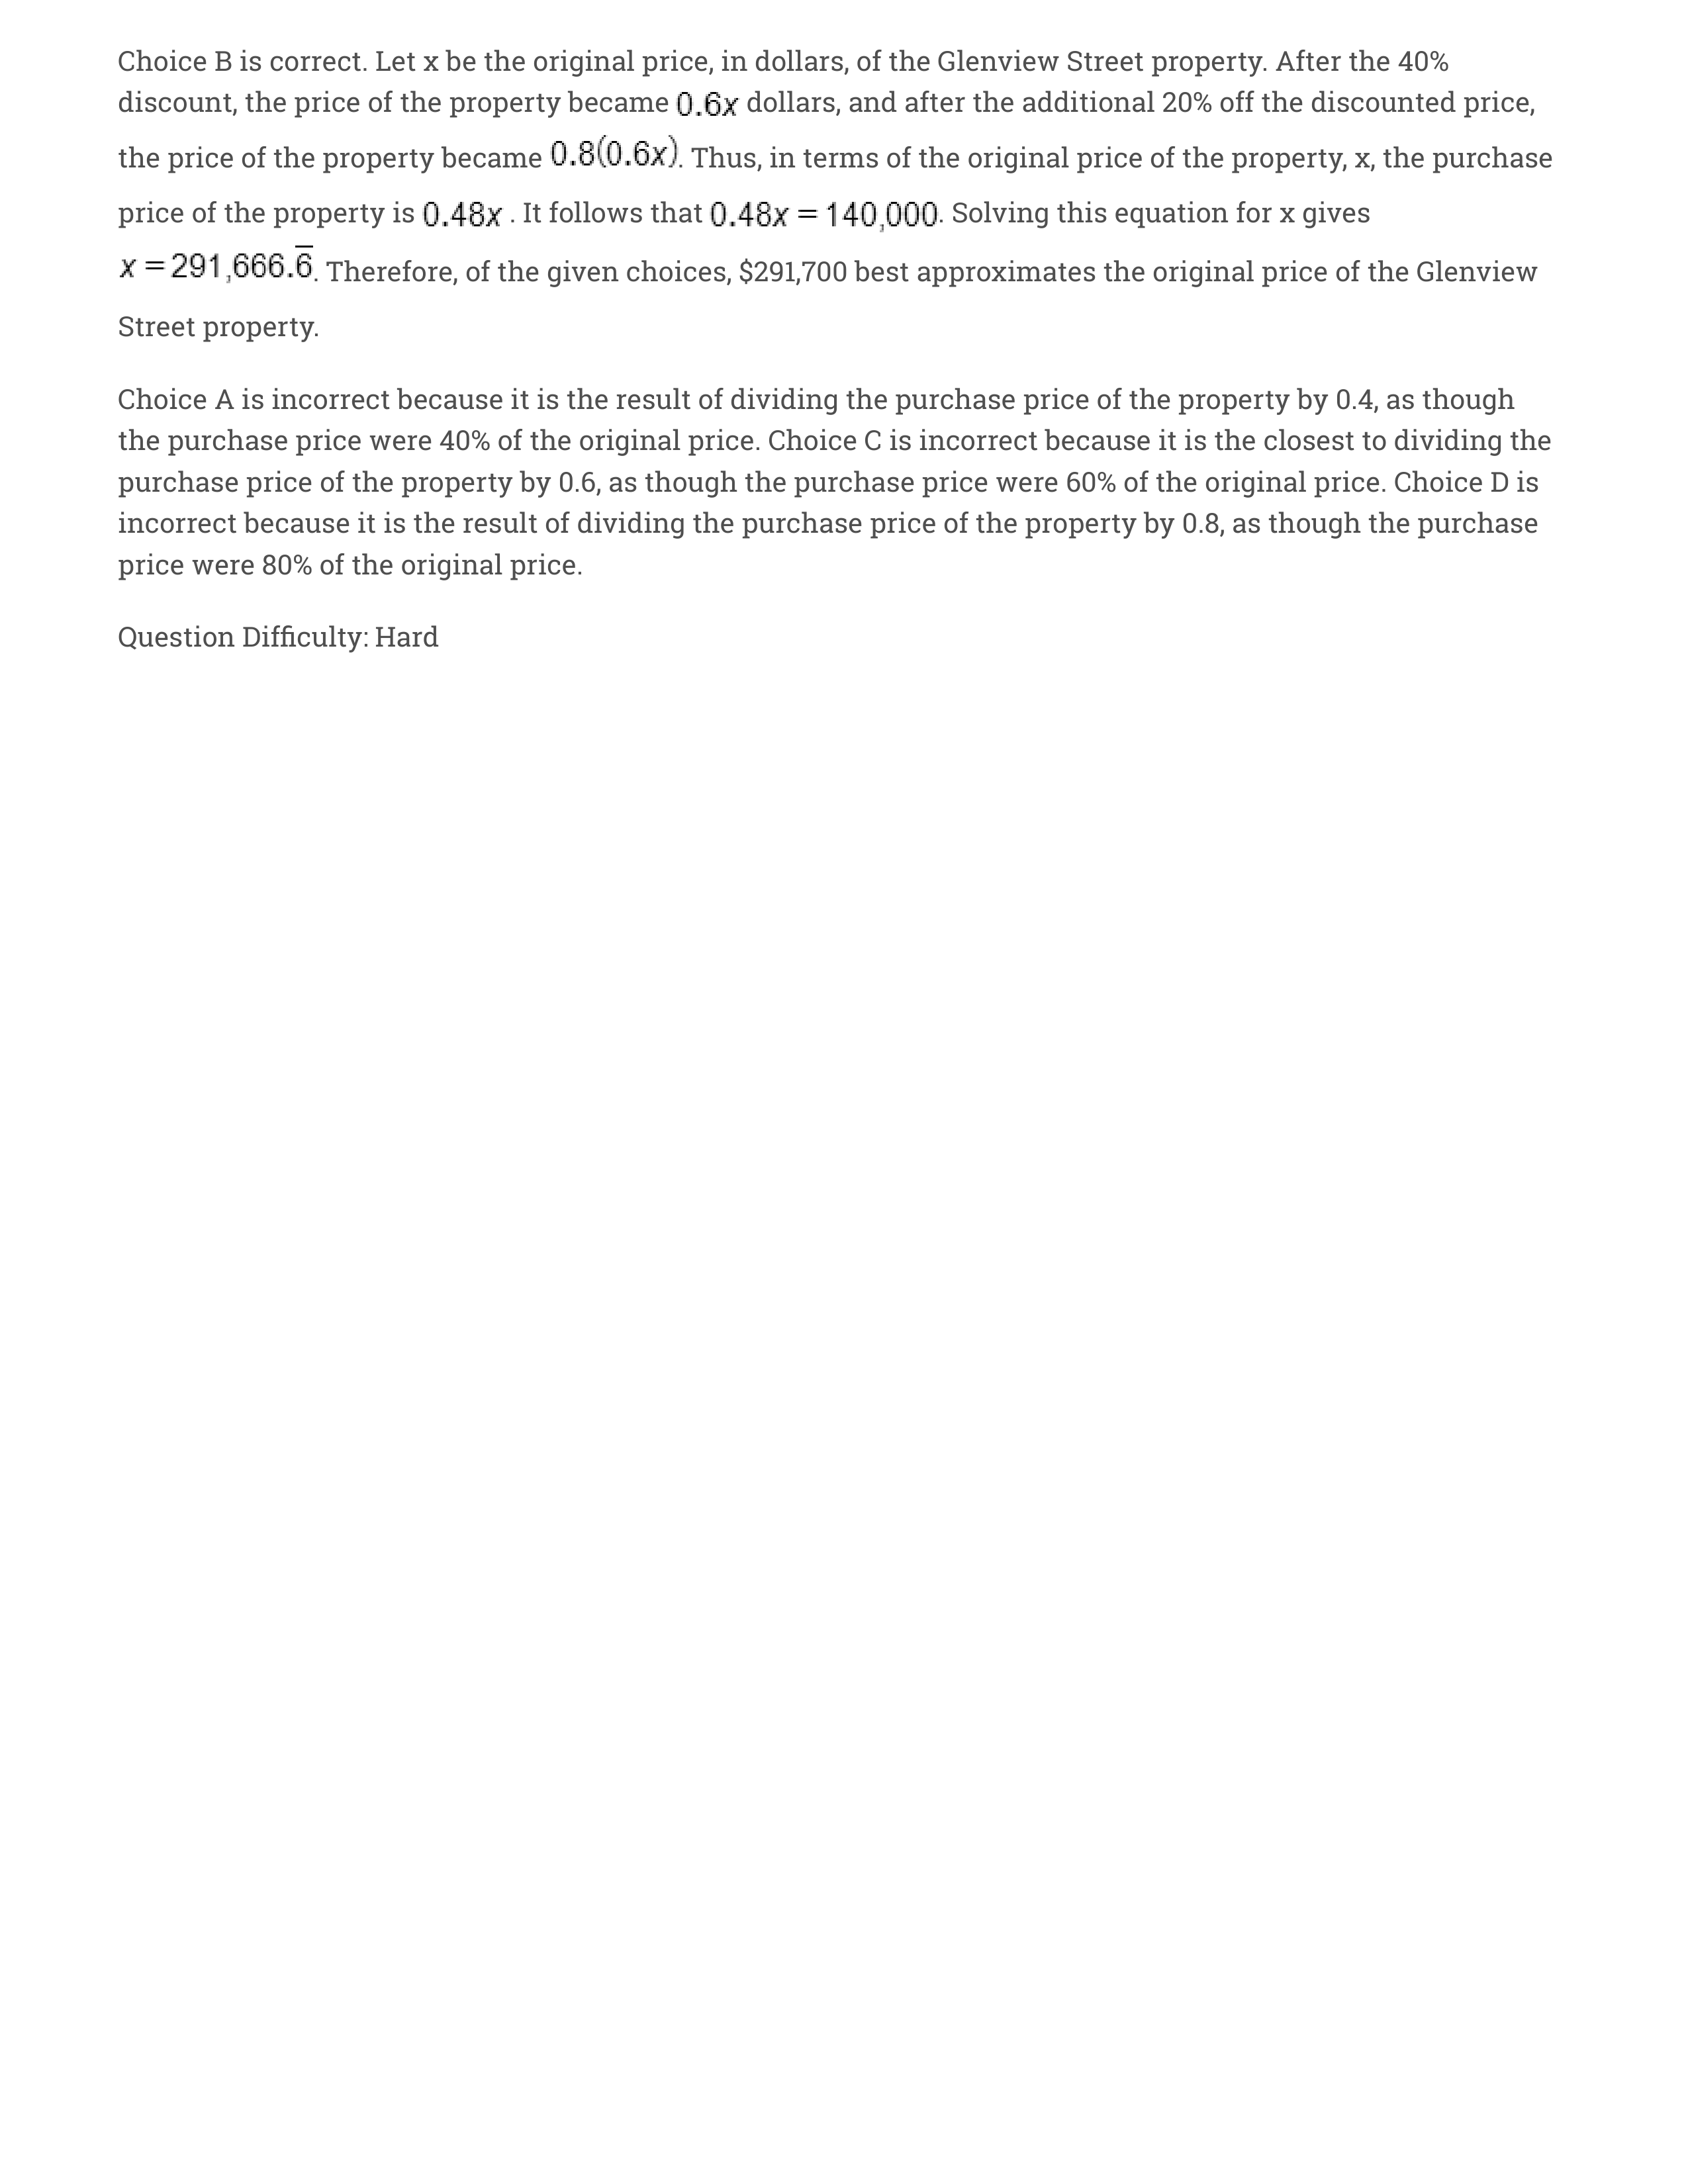 Choice B is correct. Let x be the original price, in dollars, of the Glenview Street property. After the 40%
discount, the price of the property became 0.6x dollars, and after the additional 20% off the discounted price,
the price of the property became 0.8(0.6x). Thus, in terms of the original price of the property, x, the purchase
price of the property is 0.48x . It follows that 0.48x = 140,000. Solving this equation for x gives
x = 291,666.6̅. Therefore, of the given choices, $291,700 best approximates the original price of the Glenview
Street property.
Choice A is incorrect because it is the result of dividing the purchase price of the property by 0.4, as though
the purchase price were 40% of the original price. Choice C is incorrect because it is the closest to dividing the
purchase price of the property by 0.6, as though the purchase price were 60% of the original price. Choice D is
incorrect because it is the result of dividing the purchase price of the property by 0.8, as though the purchase
price were 80% of the original price.
Question Difficulty: Hard